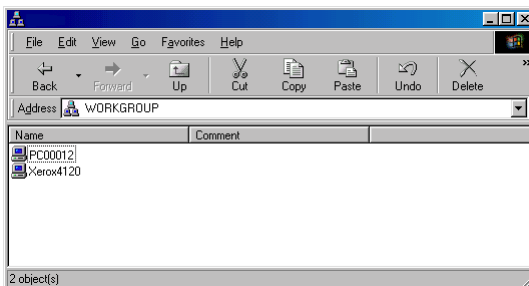 File Edit View Go Favorites Help
Back Forward Up Cut Copy Paste Undo Delete
Address WORKGROUP
Name Comment
PC00012
Xerox4120
2 object(s)